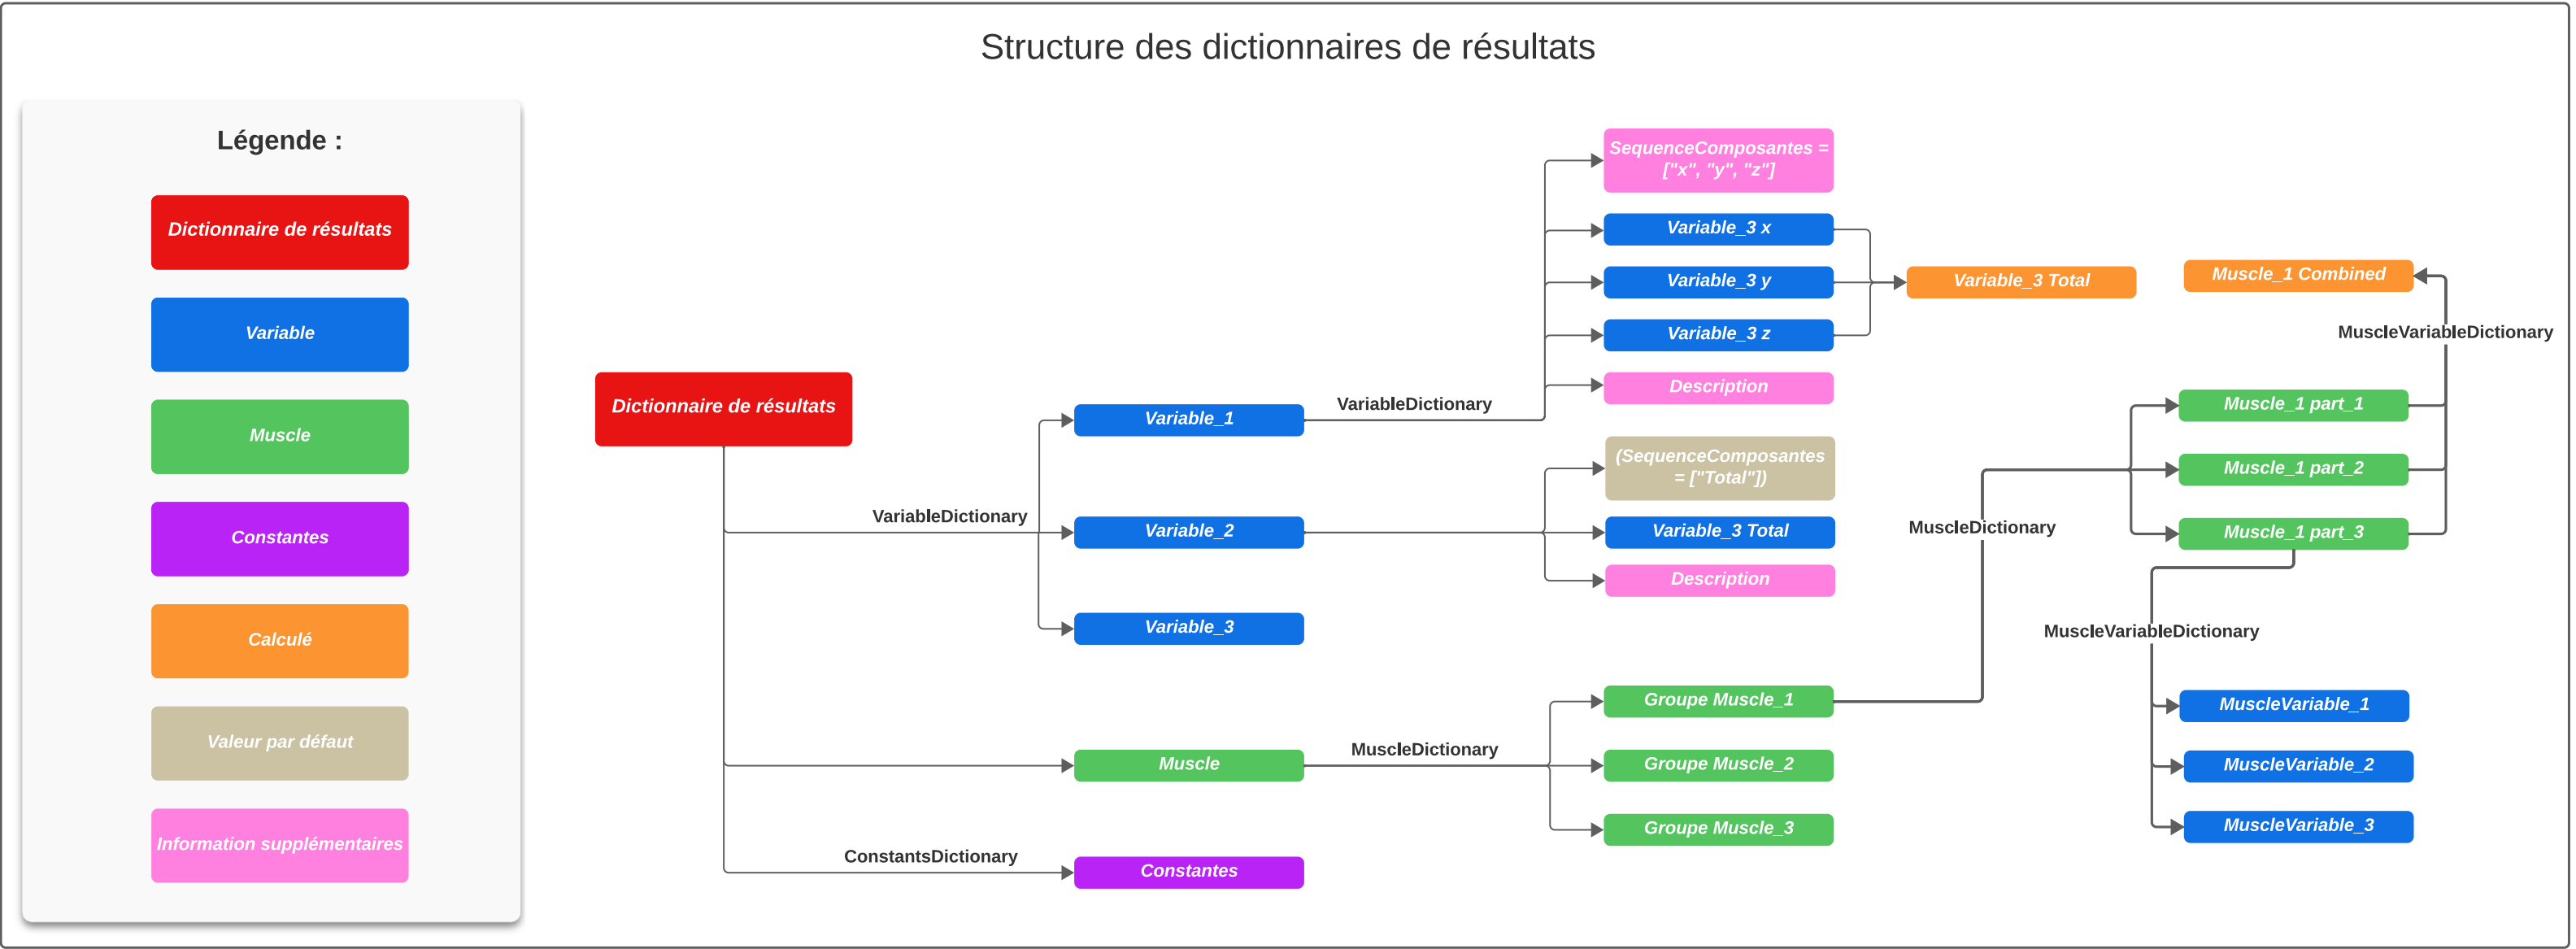 Structure des dictionnaires de résultats
Légende :
Dictionnaire de résultats
Variable
Muscle
Constantes
Calculé
Valeur par défaut
Information supplémentaires
Dictionnaire de résultats
VariableDictionary
ConstantsDictionary
Variable_1
Variable_2
Variable_3
Muscle
Constantes
VariableDictionary
MuscleDictionary
SequenceComposantes =
["x", "y", "z"]
Variable_3 x
Variable_3 y
Variable_3 z
Description
(SequenceComposantes
= ["Total"])
Variable_3 Total
Description
Groupe Muscle_1
Groupe Muscle_2
Groupe Muscle_3
Variable_3 Total
MuscleDictionary
Muscle_1 Combined
MuscleVariableDictionary
Muscle_1 part_1
Muscle_1 part_2
Muscle_1 part_3
MuscleVariableDictionary
MuscleVariable_1
MuscleVariable_2
MuscleVariable_3